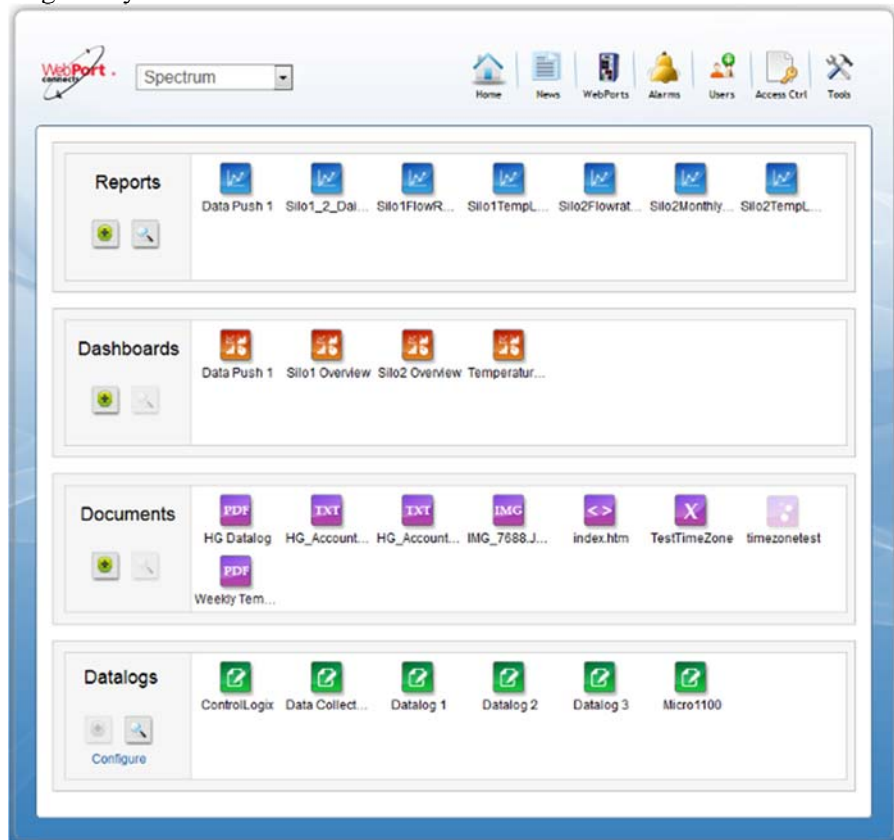 WebPort.
connects
Spectrum
Home News WebPorts Alarms Users Access Ctrl Tools
Reports
Data Push 1 Silo1_2_Dai... Silo1FlowR... Silo1TempL... Silo2Flowrat... Silo2Monthly... Silo2TempL...
Dashboards
Data Push 1 Silo1 Overview Silo2 Overview Temperatur...
Documents
PDF TXT TXT IMG <> X
HG Datalog HG_Account... HG_Account... IMG_7688.J... index.htm TestTimeZone timezonetest
PDF
Weekly Tem...
Datalogs
ControlLogix Data Collect... Datalog 1 Datalog 2 Datalog 3 Micro1100
Configure